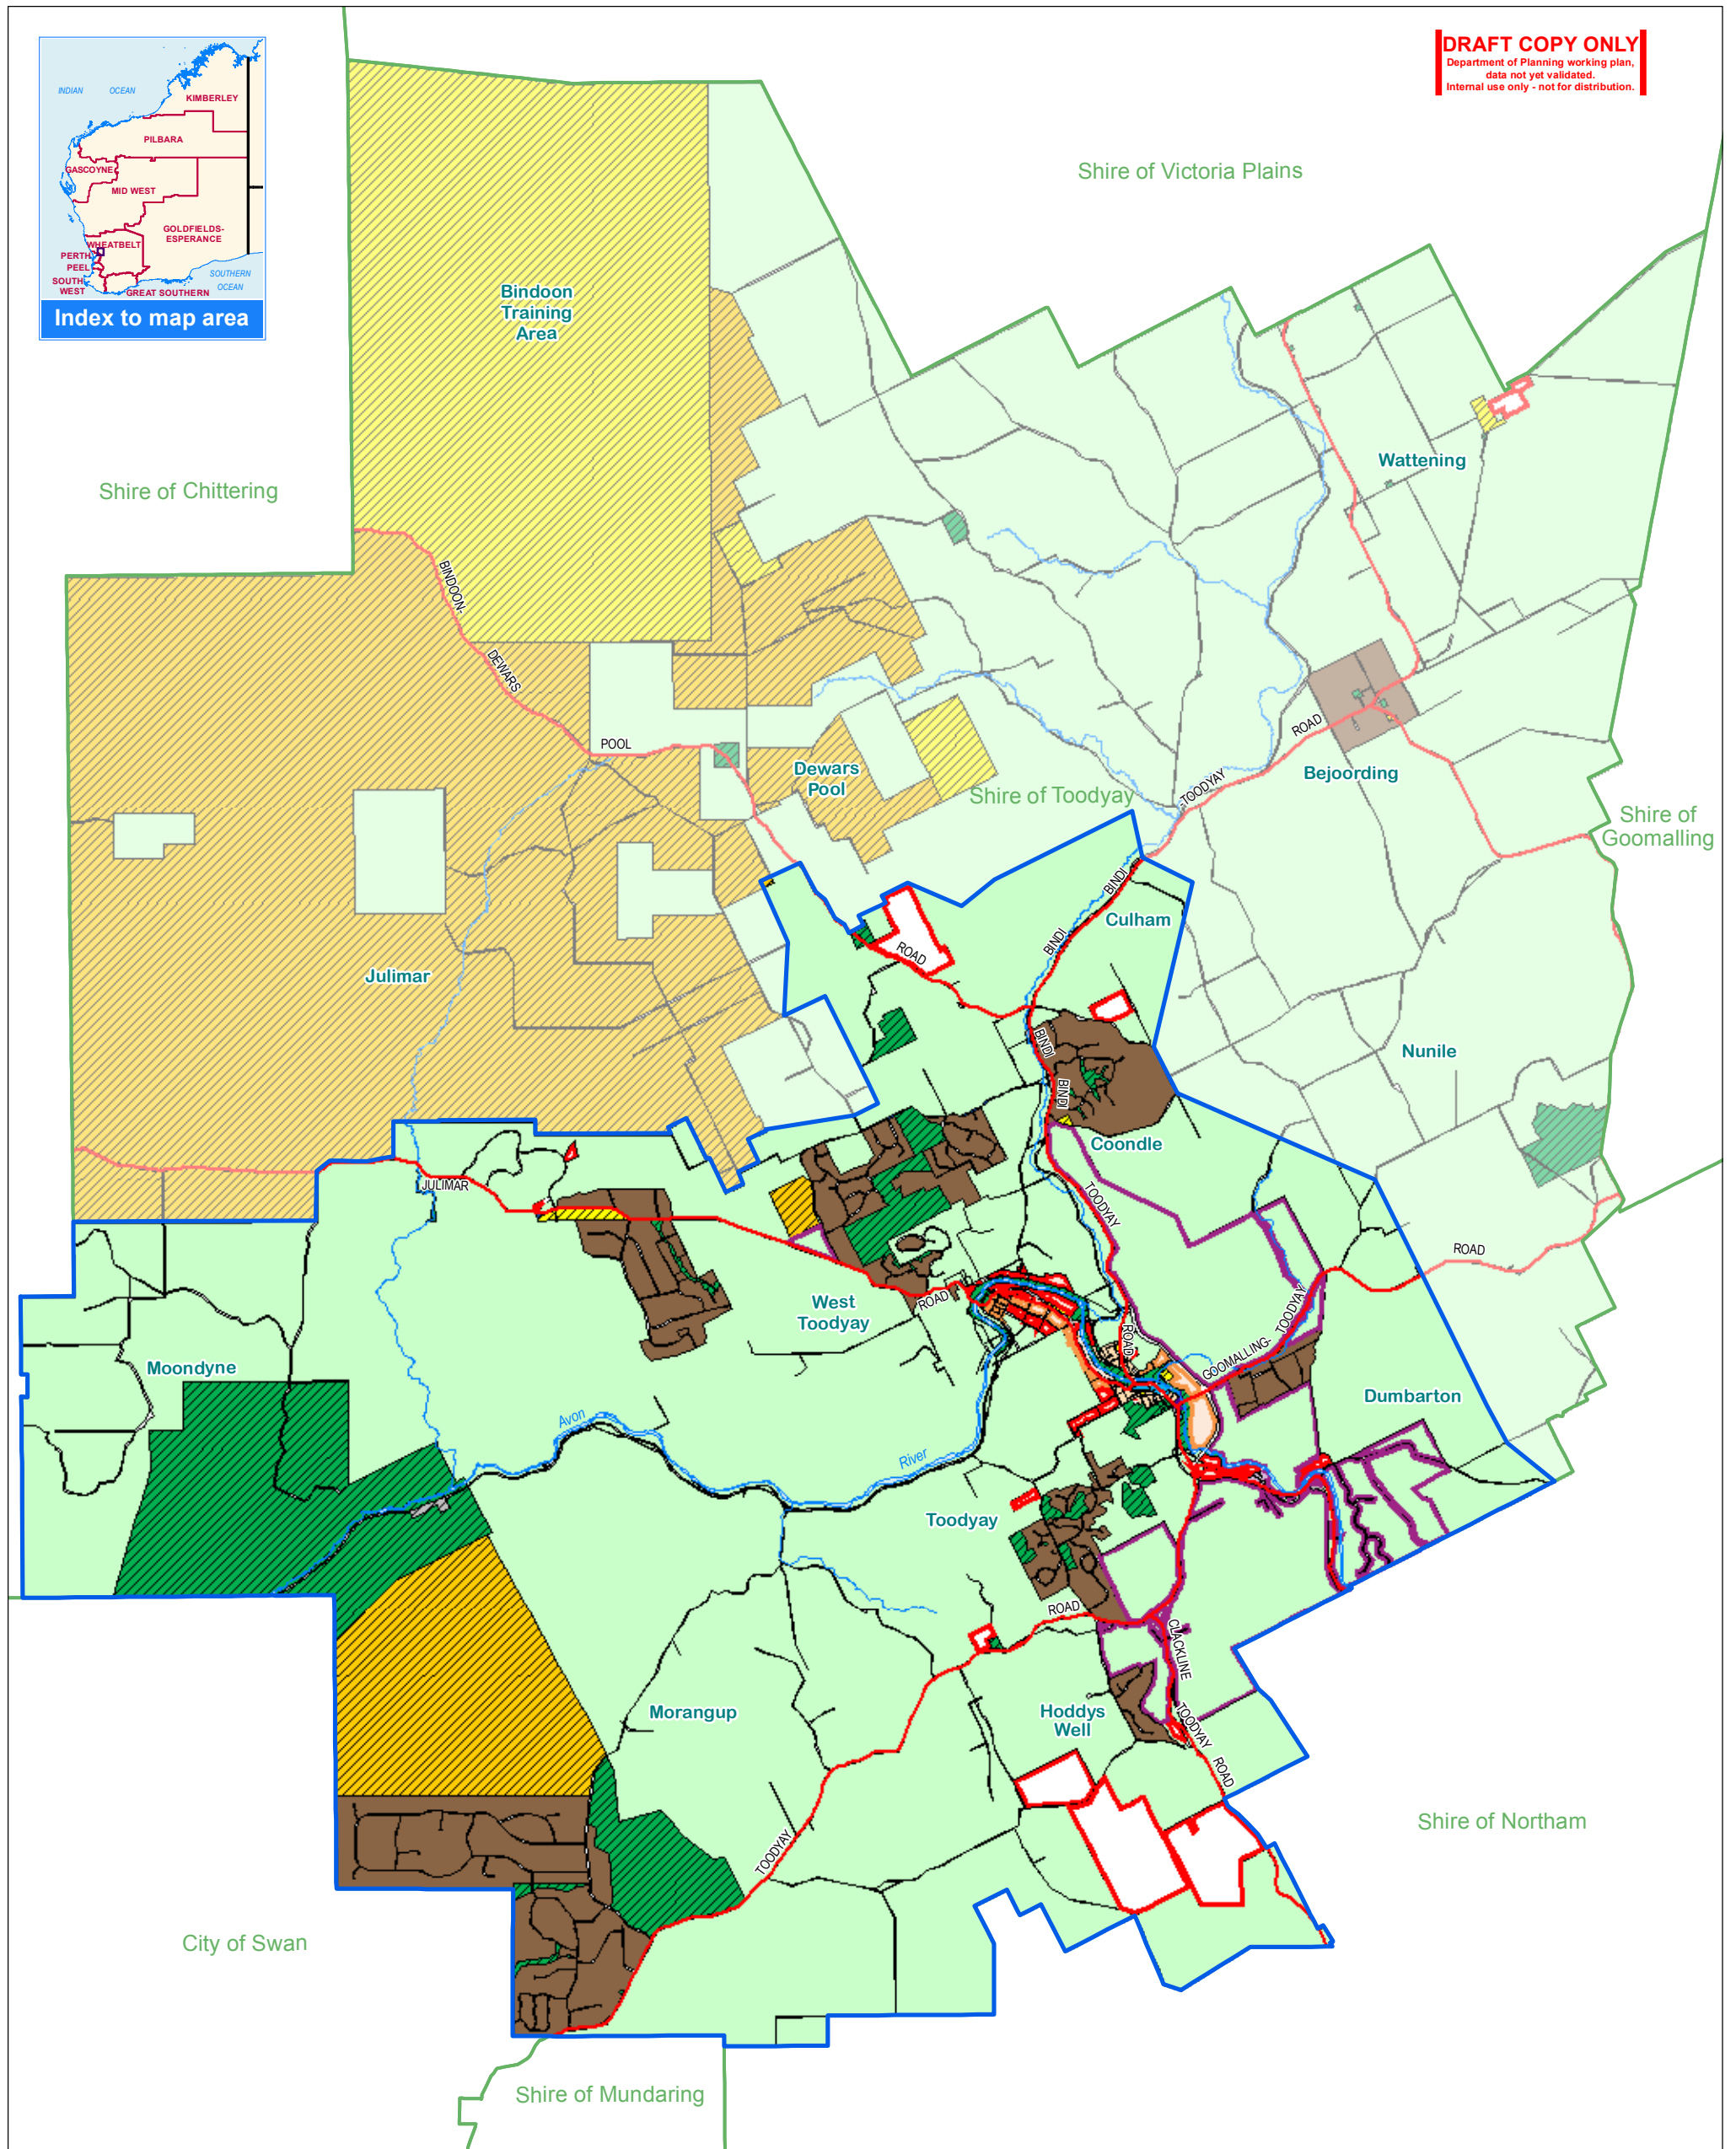 DRAFT COPY ONLY
Department of Planning working plan,
data not yet validated.
Internal use only - not for distribution.
INDIAN OCEAN
KIMBERLEY
PILBARA
GASCOYNE
MID WEST
GOLDFIELDS-
ESPERANCE
WHEATBELT
PERTH
PEEL
SOUTH
WEST
GREAT SOUTHERN
SOUTHERN
OCEAN
Index to map area
Shire of Victoria Plains
Bindoon
Training
Area
Wattening
Shire of Chittering
BINDOON-
DEWARS
POOL
ROAD
Dewars
Pool
Bejoording
TOODYAY
Shire of Toodyay
Shire of
Goomalling
BINDI
Culham
BINDI
ROAD
Julimar
BINDI
Nunile
BINDI
Coondle
JULIMAR
TOODYAY
ROAD
West
Toodyay
ROAD
TOODYAY
ROAD
GOOMALLING-
Moondyne
Dumbarton
Avon
River
Toodyay
ROAD
CLACKLINE
Morangup
Hoddys
Well
TOODYAY
ROAD
Shire of Northam
TOODYAY
City of Swan
Shire of Mundaring